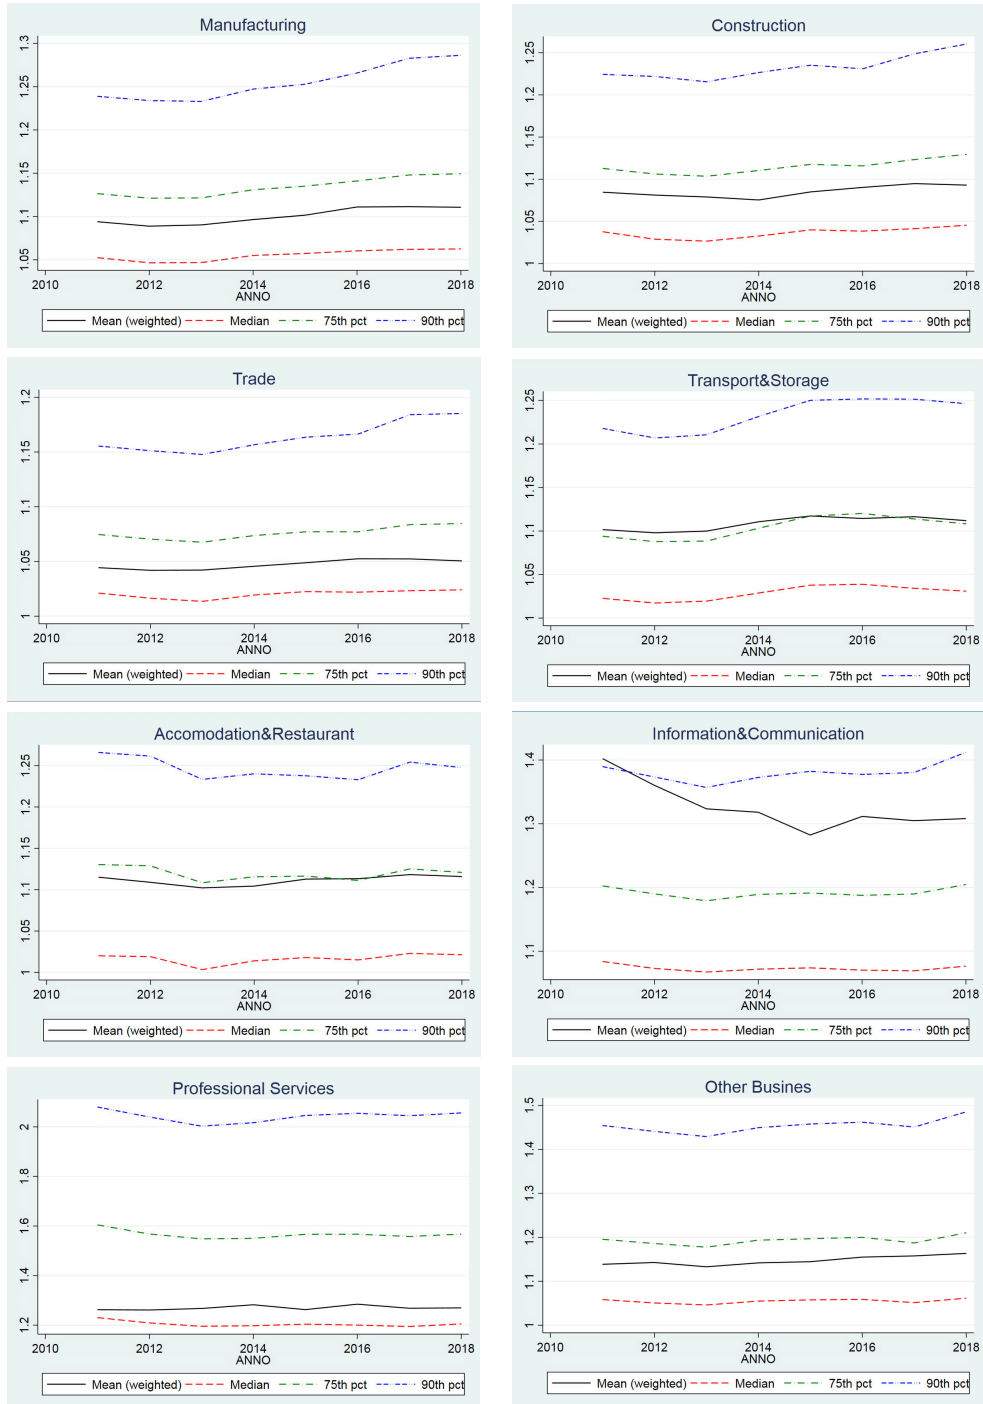 Manufacturing
1.3
1.25
1.2
1.15
1.1
1.05
2010 2012 2014 2016 2018
ANNO
Mean (weighted) Median 75th pct 90th pct
Construction
1.25
1.2
1.15
1.1
1.05
1
2010 2012 2014 2016 2018
ANNO
Mean (weighted) Median 75th pct 90th pct
Trade
1.2
1.15
1.1
1.05
1
2010 2012 2014 2016 2018
ANNO
Mean (weighted) Median 75th pct 90th pct
Transport&Storage
1.25
1.2
1.15
1.1
1.05
1
2010 2012 2014 2016 2018
ANNO
Mean (weighted) Median 75th pct 90th pct
Accomodation&Restaurant
1.25
1.2
1.15
1.1
1.05
1
2010 2012 2014 2016 2018
ANNO
Mean (weighted) Median 75th pct 90th pct
Information&Communication
1.4
1.3
1.2
1.1
2010 2012 2014 2016 2018
ANNO
Mean (weighted) Median 75th pct 90th pct
Professional Services
2
1.8
1.6
1.4
1.2
2010 2012 2014 2016 2018
ANNO
Mean (weighted) Median 75th pct 90th pct
Other Busines
1.5
1.4
1.3
1.2
1.1
1
2010 2012 2014 2016 2018
ANNO
Mean (weighted) Median 75th pct 90th pct